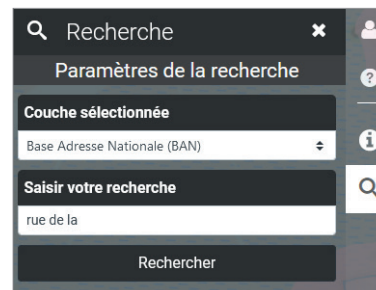 Recherche
Paramètres de la recherche
Couche sélectionnée
Base Adresse Nationale (BAN)
Saisir votre recherche
rue de la
Rechercher